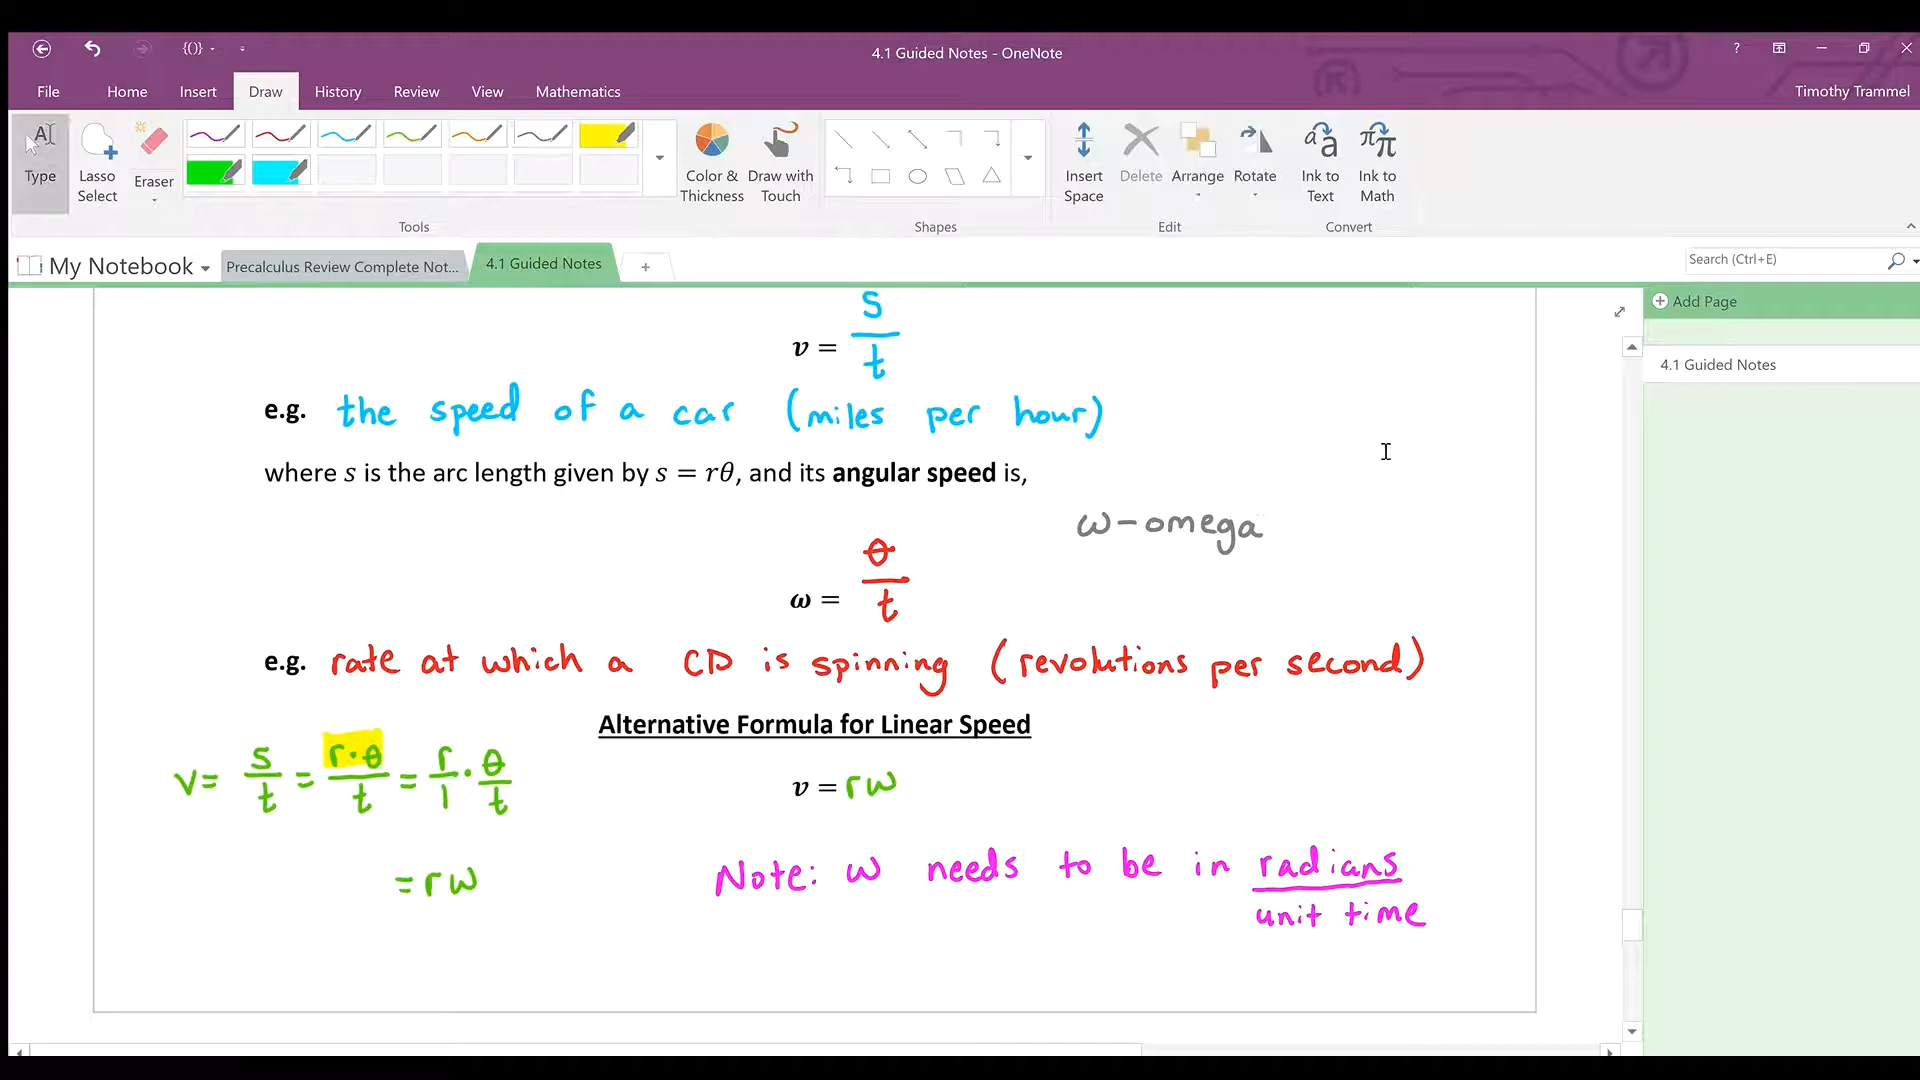 4.1 Guided Notes - OneNote
File Home Insert Draw History Review View Mathematics Timothy Trammel
Type Lasso Select Eraser Color & Thickness Draw with Touch Insert Space Delete Arrange Rotate Ink to Text Ink to Math
Tools Shapes Edit Convert
My Notebook Precalculus Review Complete Not... 4.1 Guided Notes + Search (Ctrl+E)
Add Page
4.1 Guided Notes
v = s/t
e.g. the speed of a car (miles per hour)
where s is the arc length given by s = rθ, and its angular speed is,
ω - omega
ω = θ/t
e.g. rate at which a CD is spinning (revolutions per second)
Alternative Formula for Linear Speed
v = s/t = r·θ/t = r/1 · θ/t
v = rω
= rω
Note: ω needs to be in radians/unit time